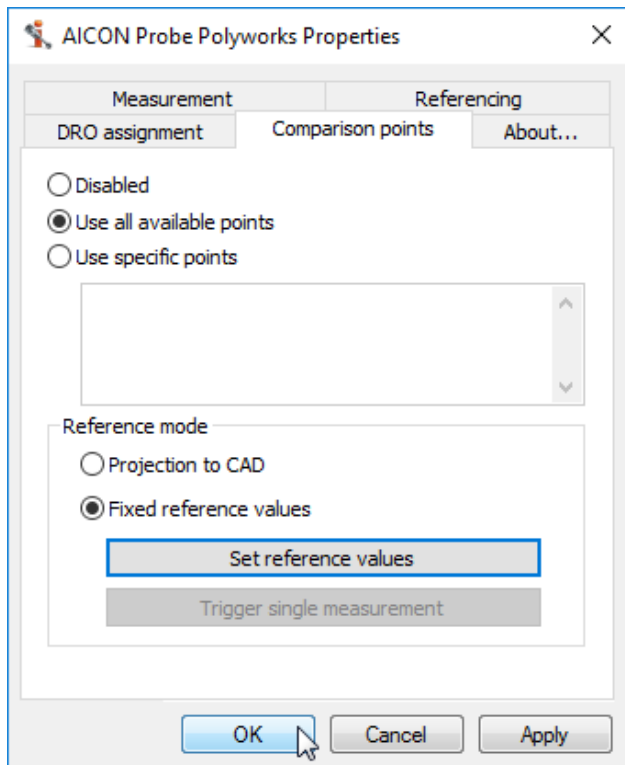 AICON Probe Polyworks Properties
Measurement Referencing
DRO assignment Comparison points About...
Disabled
Use all available points
Use specific points
Reference mode
Projection to CAD
Fixed reference values
Set reference values
Trigger single measurement
OK Cancel Apply